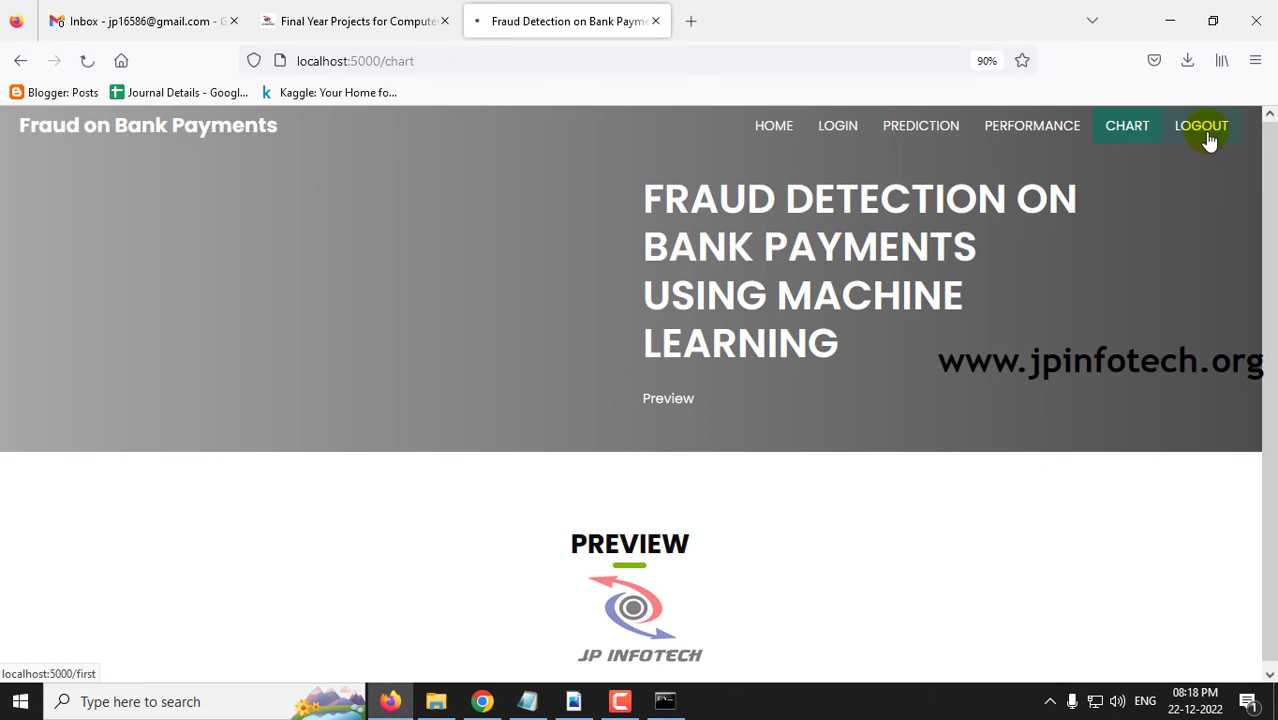 Inbox - jp16586@gmail.com - G
Final Year Projects for Compute
Fraud Detection on Bank Payme
localhost:5000/chart
90%
Blogger: Posts
Journal Details - Googl...
Kaggle: Your Home fo...
Fraud on Bank Payments
HOME
LOGIN
PREDICTION
PERFORMANCE
CHART
LOGOUT
FRAUD DETECTION ON
BANK PAYMENTS
USING MACHINE
LEARNING
www.jpinfotech.org
Preview
PREVIEW
JP INFOTECH
localhost:5000/first
Type here to search
ENG
08:18 PM
22-12-2022
1